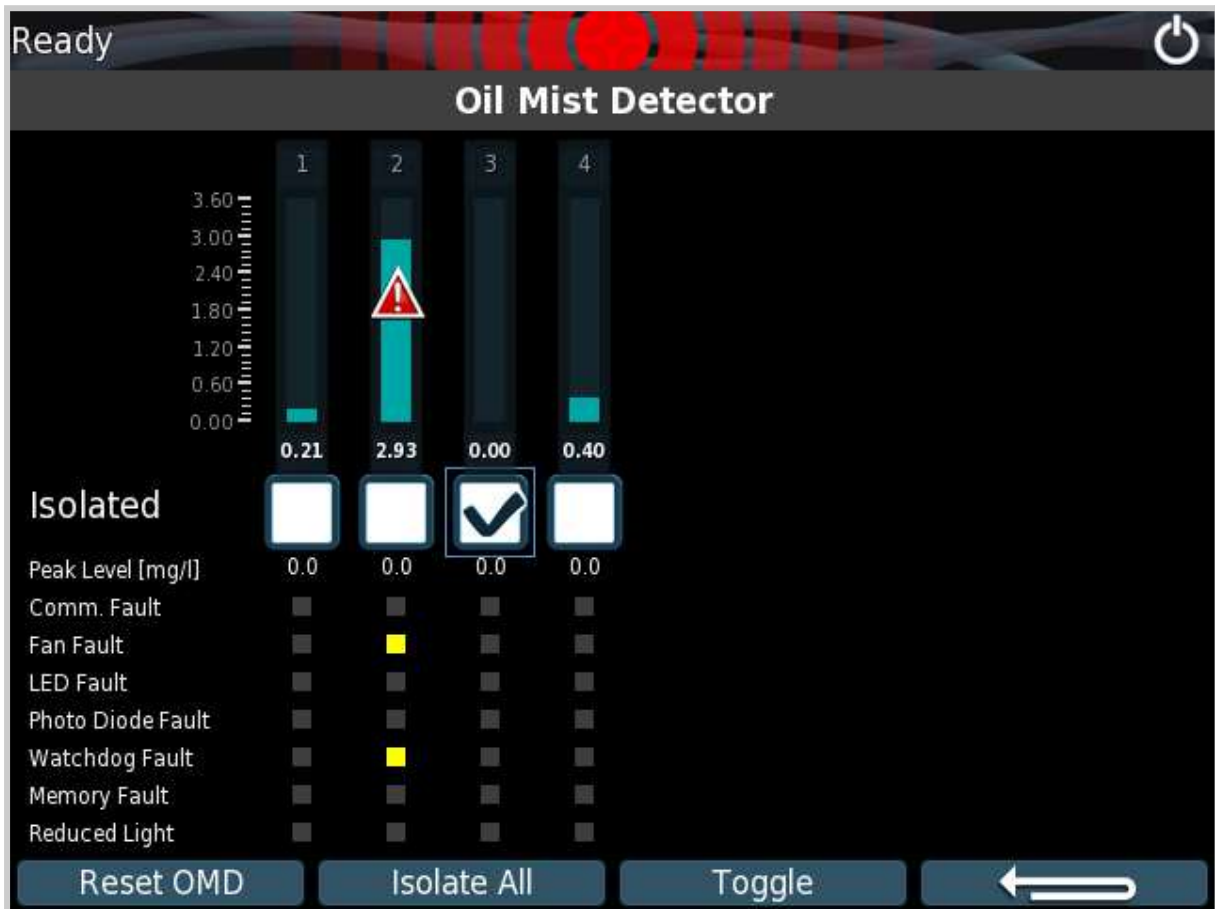 Ready
Oil Mist Detector
1 2 3 4
3.60
3.00
2.40
1.80
1.20
0.60
0.00
0.21 2.93 0.00 0.40
Isolated
Peak Level [mg/l] 0.0 0.0 0.0 0.0
Comm. Fault
Fan Fault
LED Fault
Photo Diode Fault
Watchdog Fault
Memory Fault
Reduced Light
Reset OMD Isolate All Toggle